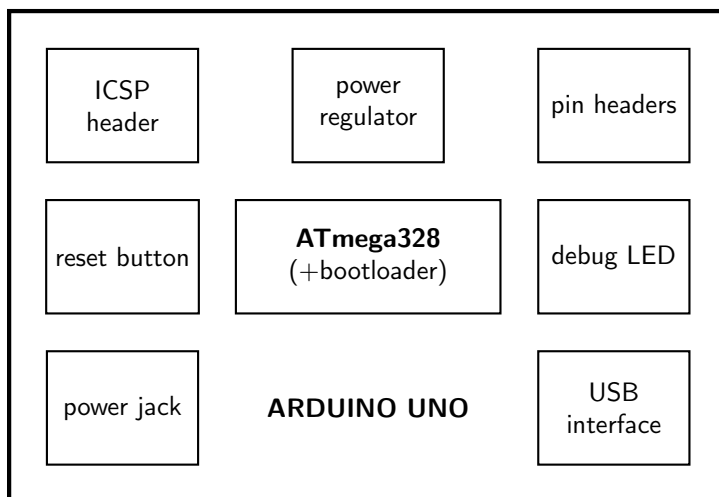 ICSP
header
power
regulator
pin headers
reset button
ATmega328
(+bootloader)
debug LED
power jack
ARDUINO UNO
USB
interface